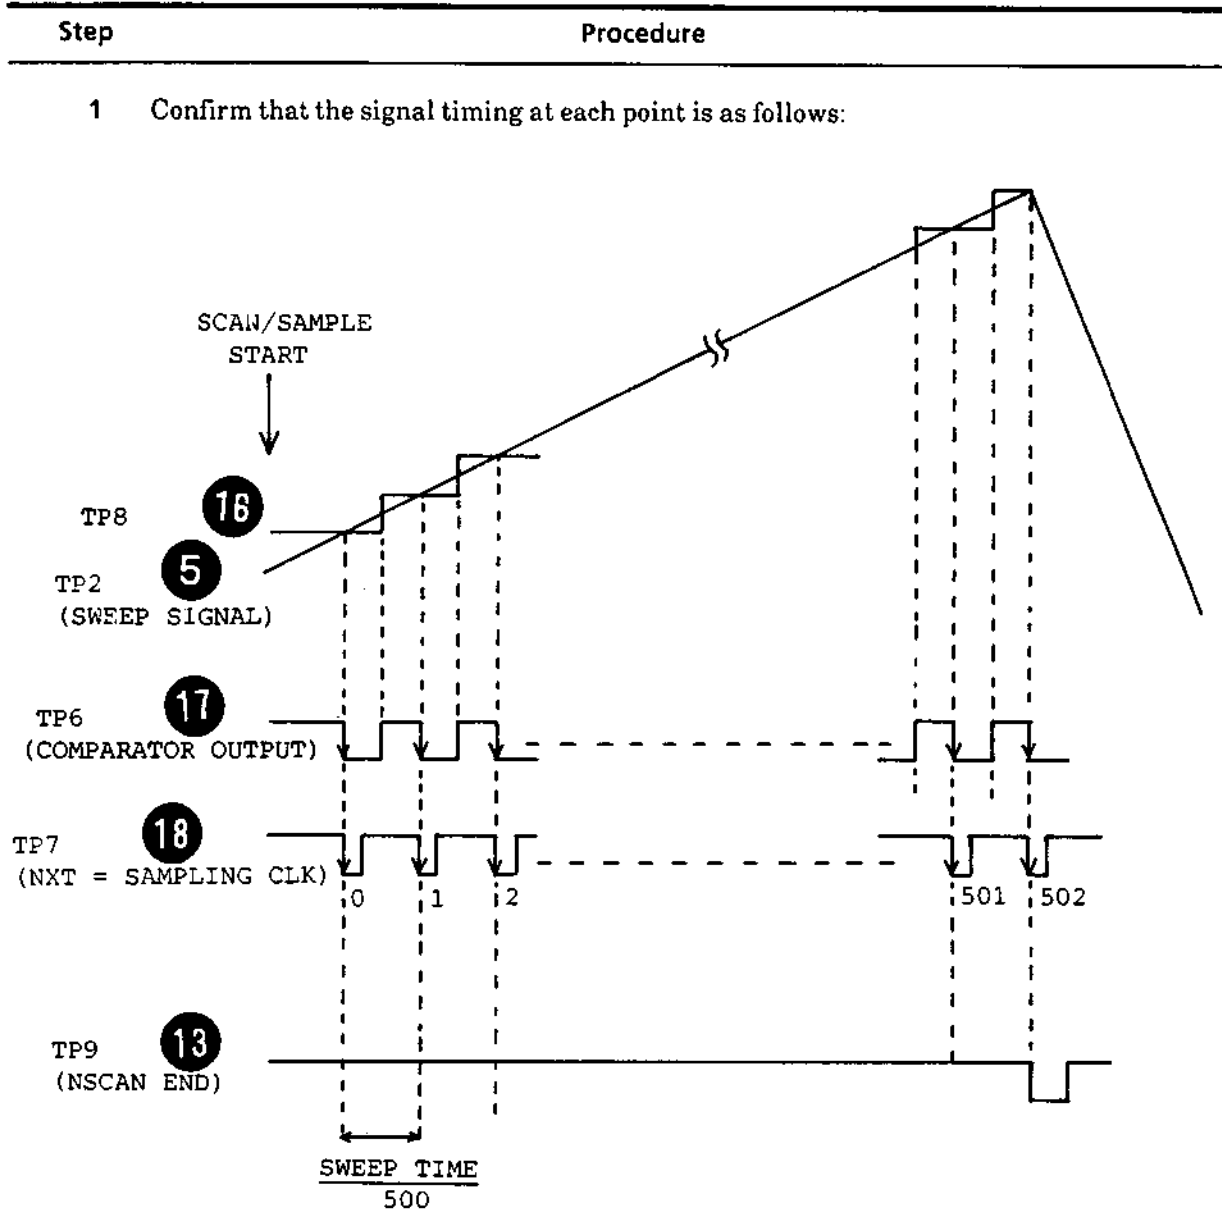 Step Procedure
1 Confirm that the signal timing at each point is as follows:
SCAN/SAMPLE
START
TP8 16
TP2 5
(SWEEP SIGNAL)
TP6 17
(COMPARATOR OUTPUT)
TP7 18
(NXT = SAMPLING CLK)
0 1 2 501 502
TP9 13
(NSCAN END)
SWEEP TIME
500